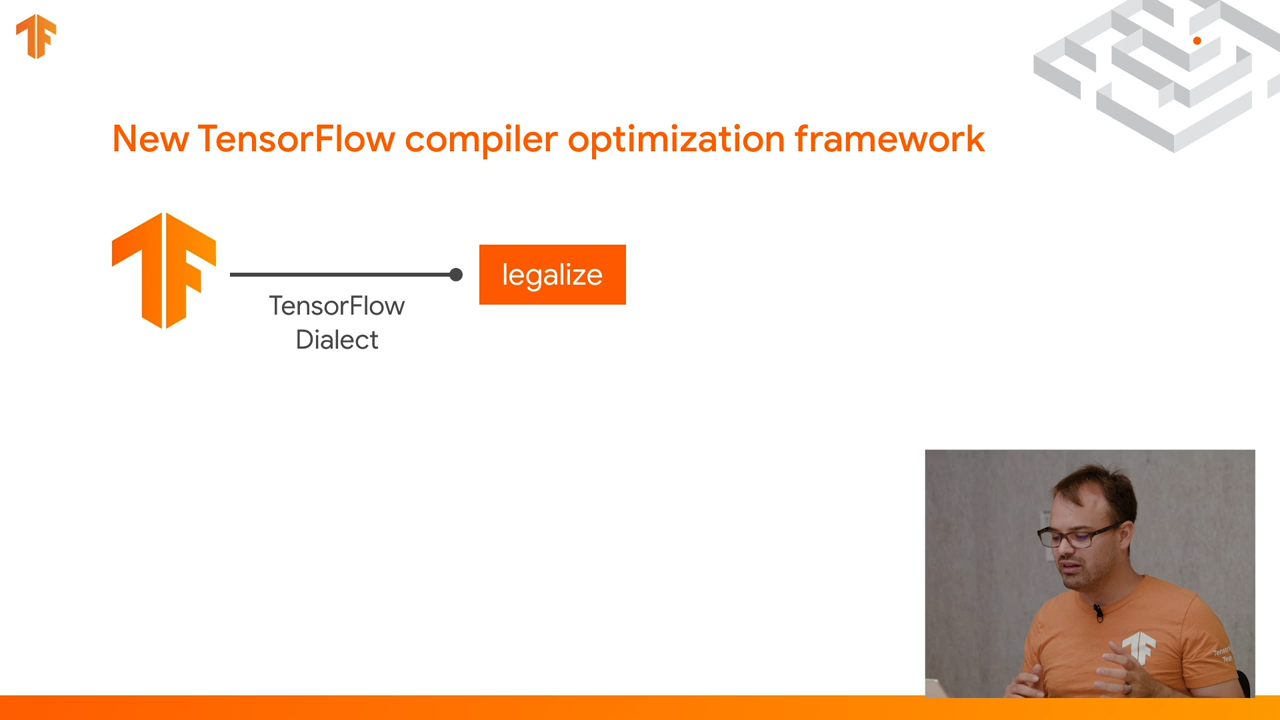 New TensorFlow compiler optimization framework
legalize
TensorFlow
Dialect